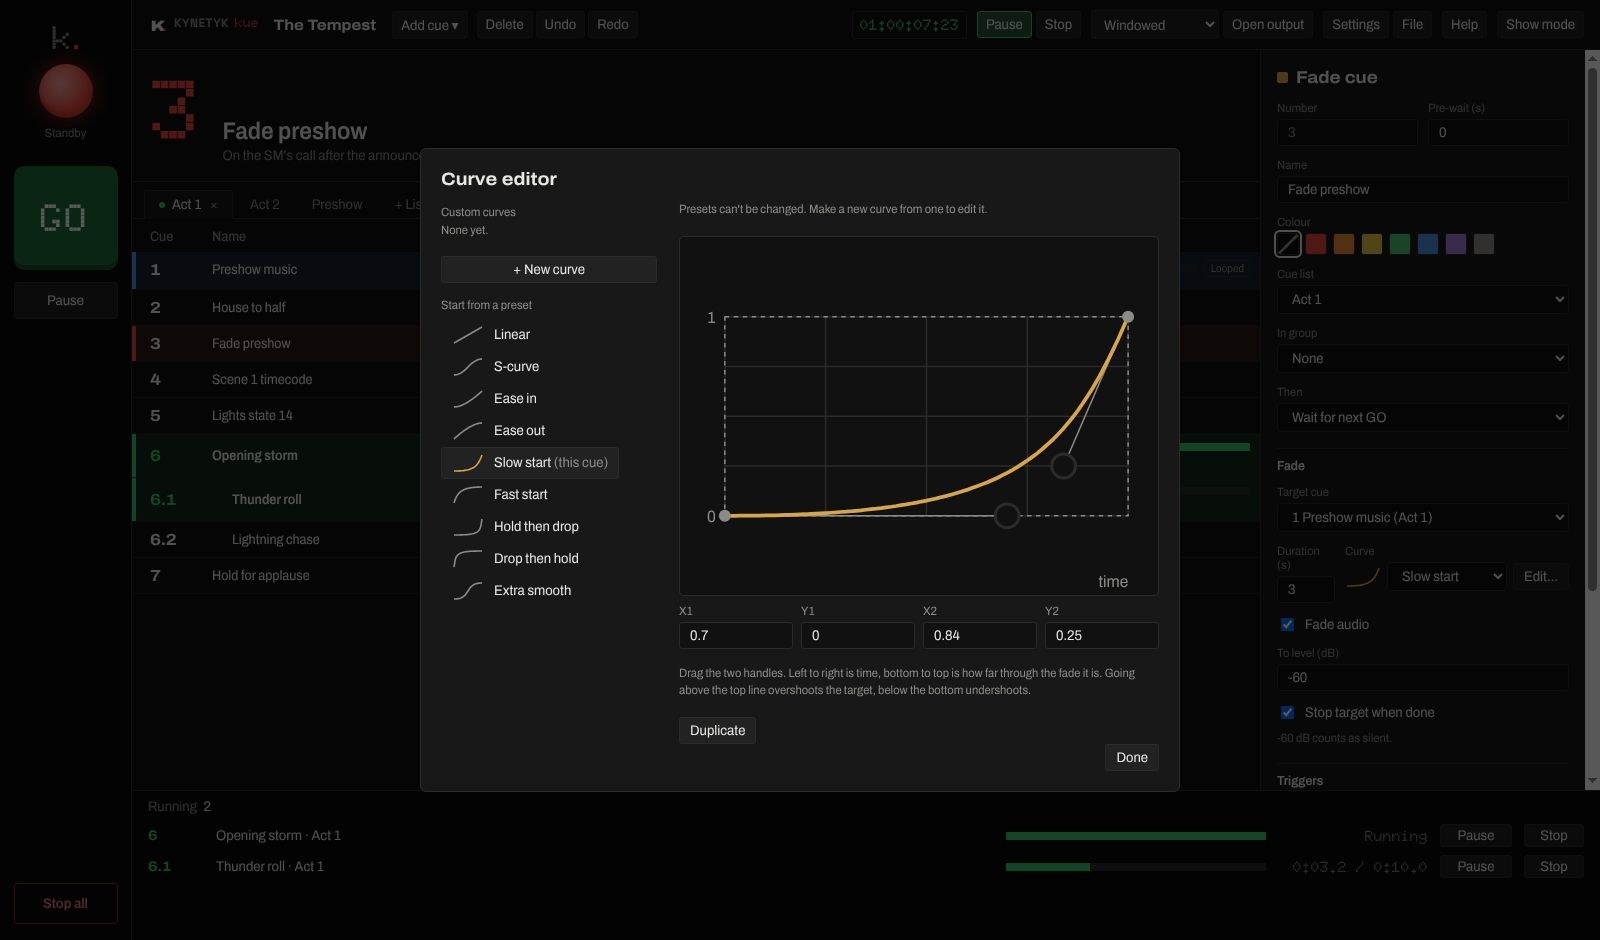 k.
Standby
GO
Pause
Stop all
K KYNETYK kue
The Tempest
Add cue ▾
Delete
Undo
Redo
01:00:07:23
Pause
Stop
Windowed
Open output
Settings
File
Help
Show mode
3
Fade preshow
On the SM's call after the announc
Act 1 ×
Act 2
Preshow
+ Lis
Cue Name
1 Preshow music
Looped
2 House to half
3 Fade preshow
4 Scene 1 timecode
5 Lights state 14
6 Opening storm
6.1 Thunder roll
6.2 Lightning chase
7 Hold for applause
Curve editor
Custom curves
None yet.
+ New curve
Start from a preset
Linear
S-curve
Ease in
Ease out
Slow start (this cue)
Fast start
Hold then drop
Drop then hold
Extra smooth
Presets can't be changed. Make a new curve from one to edit it.
1
0
time
X1 Y1 X2 Y2
0.7 0 0.84 0.25
Drag the two handles. Left to right is time, bottom to top is how far through the fade it is. Going
above the top line overshoots the target, below the bottom undershoots.
Duplicate
Done
Fade cue
Number Pre-wait (s)
3 0
Name
Fade preshow
Colour
Cue list
Act 1
In group
None
Then
Wait for next GO
Fade
Target cue
1 Preshow music (Act 1)
Duration
(s)
Curve
3
Slow start
Edit...
Fade audio
To level (dB)
-60
Stop target when done
-60 dB counts as silent.
Triggers
Running 2
6 Opening storm · Act 1 Running Pause Stop
6.1 Thunder roll · Act 1 0:03.2 / 0:10.0 Pause Stop